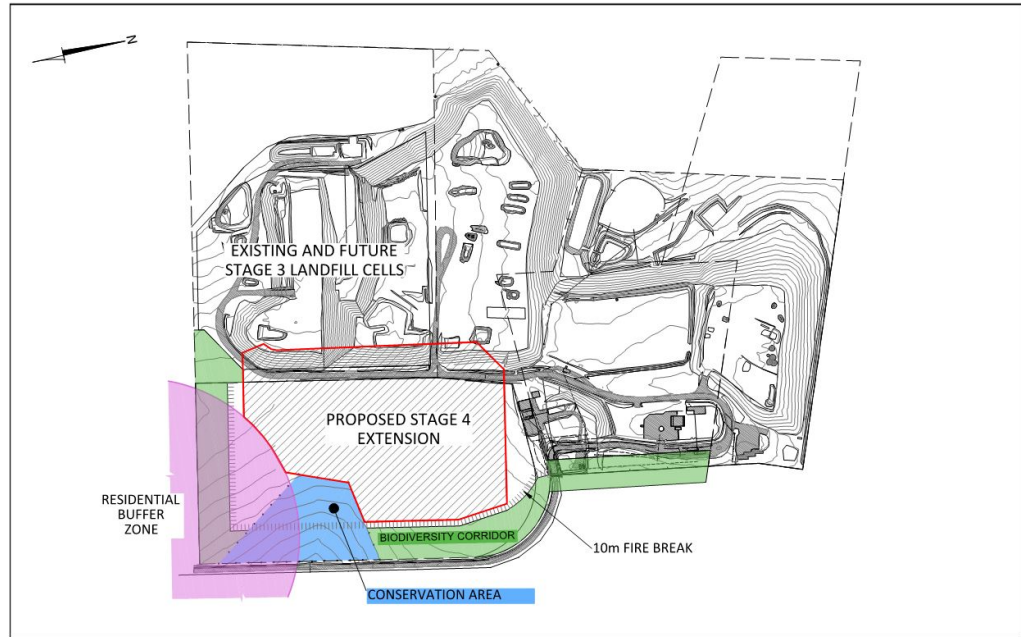 N
EXISTING AND FUTURE
STAGE 3 LANDFILL CELLS
PROPOSED STAGE 4
EXTENSION
RESIDENTIAL
BUFFER
ZONE
BIODIVERSITY CORRIDOR
10m FIRE BREAK
CONSERVATION AREA